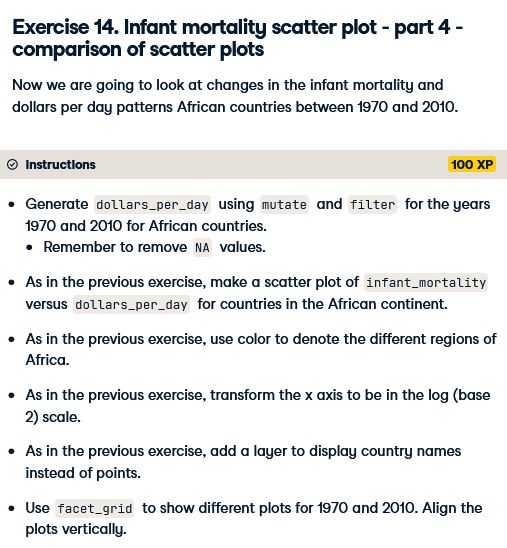 Exercise 14. Infant mortality scatter plot - part 4 -
comparison of scatter plots
Now we are going to look at changes in the infant mortality and
dollars per day patterns African countries between 1970 and 2010.
Instructions
100 XP
• Generate dollars_per_day using mutate and filter for the years
1970 and 2010 for African countries.
• Remember to remove NA values.
• As in the previous exercise, make a scatter plot of infant_mortality
versus dollars_per_day for countries in the African continent.
• As in the previous exercise, use color to denote the different regions of
Africa.
• As in the previous exercise, transform the x axis to be in the log (base
2) scale.
• As in the previous exercise, add a layer to display country names
instead of points.
• Use facet_grid to show different plots for 1970 and 2010. Align the
plots vertically.